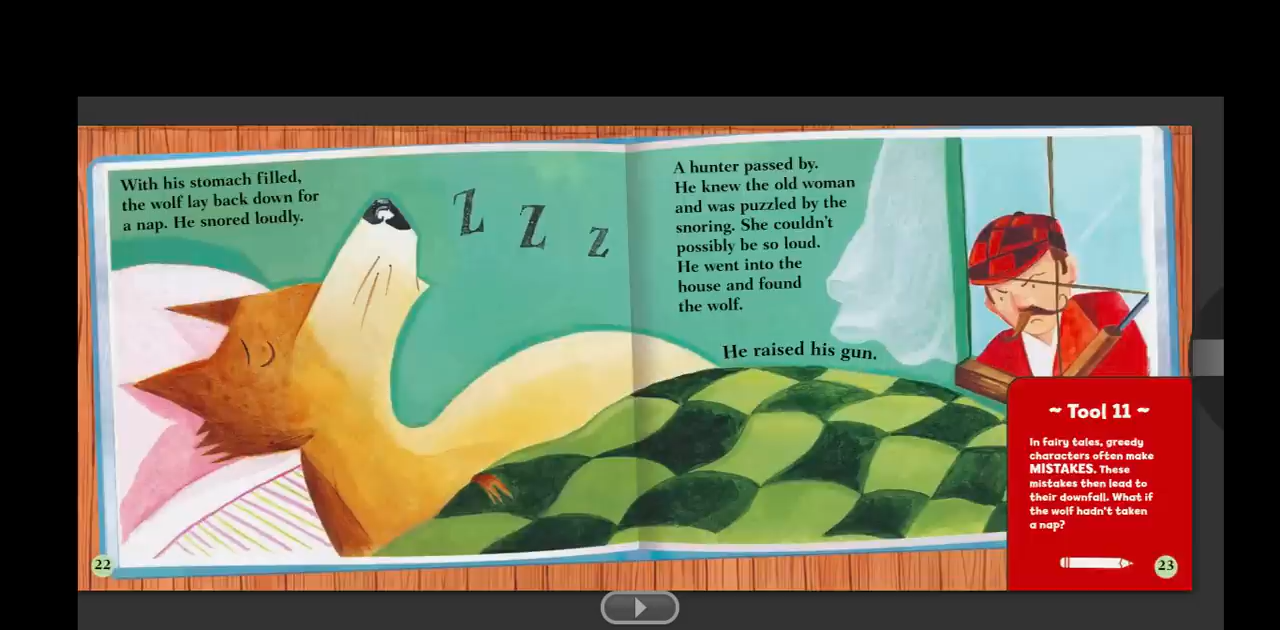 With his stomach filled,
the wolf lay back down for
a nap. He snored loudly.
Z Z Z
A hunter passed by.
He knew the old woman
and was puzzled by the
snoring. She couldn't
possibly be so loud.
He went into the
house and found
the wolf.
He raised his gun.
~ Tool 11 ~
In fairy tales, greedy
characters often make
MISTAKES. These
mistakes then lead to
their downfall. What if
the wolf hadn't taken
a nap?
22
23